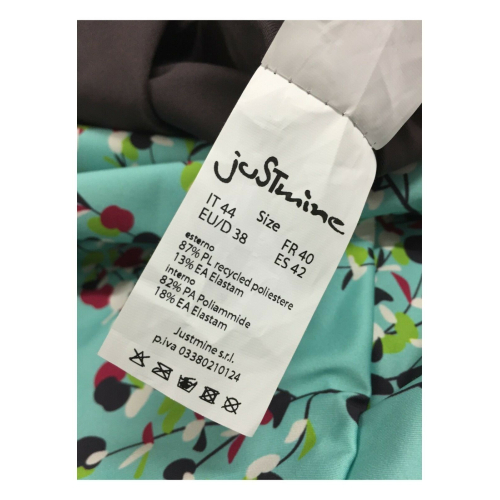 juSTmine
Size
IT 44 FR 40
EU/D 38 ES 42
esterno
87% PL recycled poliestere
13% EA Elastam
interno
82% PA Poliammide
18% EA Elastam
Justmine s.r.l.
p.iva 03380210124